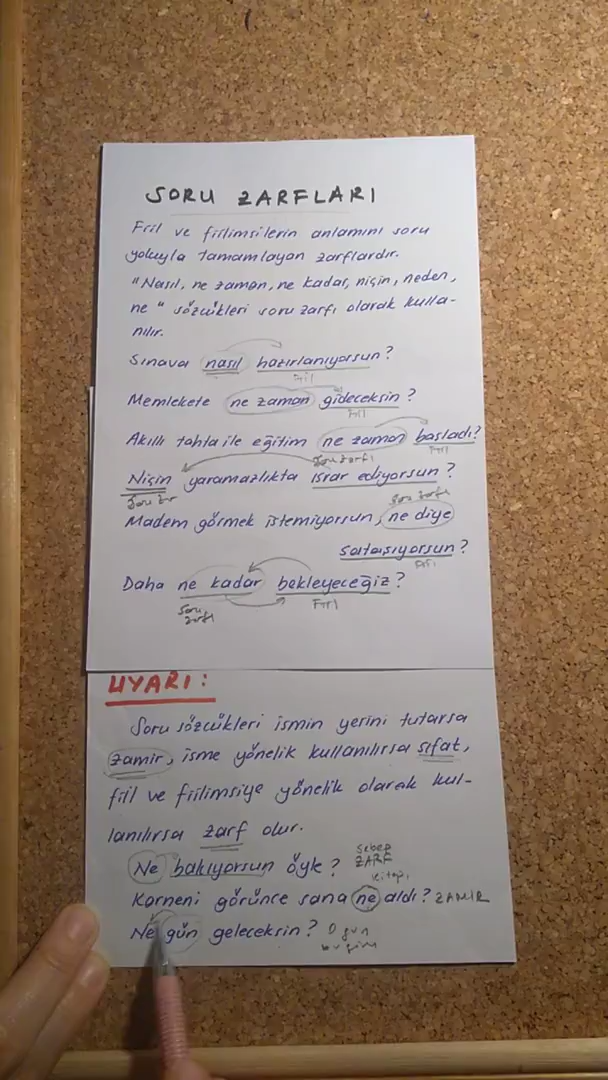 SORU ZARFLARI
Fiil ve fiilimsilerin anlamını soru
yoluyla tamamlayan zarflardır.
"Nasıl, ne zaman, ne kadar, niçin, neden,
ne" sözcükleri soru zarfı olarak kulla-
nılır.
Sınava nasıl hazırlanıyorsun?
Fiil
Memlekete ne zaman gideceksin?
Fiil
Akıllı tahta ile eğitim ne zaman başladı?
Soru zarfı Fiil
Niçin yaramazlıkta ısrar ediyorsun?
Soru zarfı
Madem görmek istemiyorsun, ne diye
sataşıyorsun?
Fiil
Daha ne kadar bekleyeceğiz?
Soru zarfı Fiil
UYARI:
Soru sözcükleri ismin yerini tutarsa
zamir, isme yönelik kullanılırsa sıfat,
fiil ve fiilimsiye yönelik olarak kul-
lanılırsa zarf olur.
Ne bakıyorsun öyle? sebep ZARF
kitap
Karneni görünce sana ne aldı? ZAMİR
Ne gün geleceksin? O gün
bugün